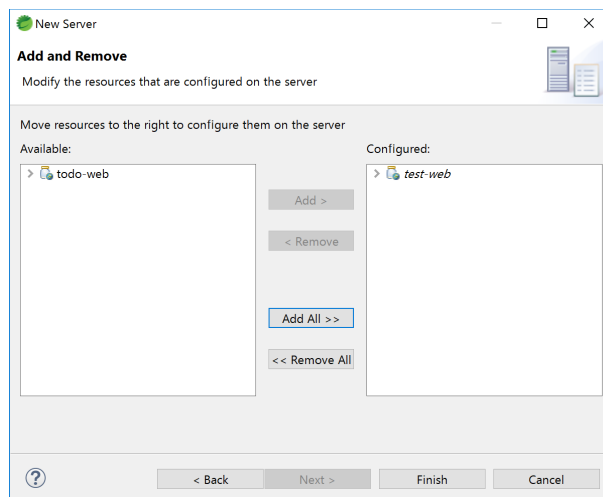 New Server
Add and Remove
Modify the resources that are configured on the server
Move resources to the right to configure them on the server
Available:
Configured:
todo-web
test-web
Add >
< Remove
Add All >>
<< Remove All
?
< Back
Next >
Finish
Cancel